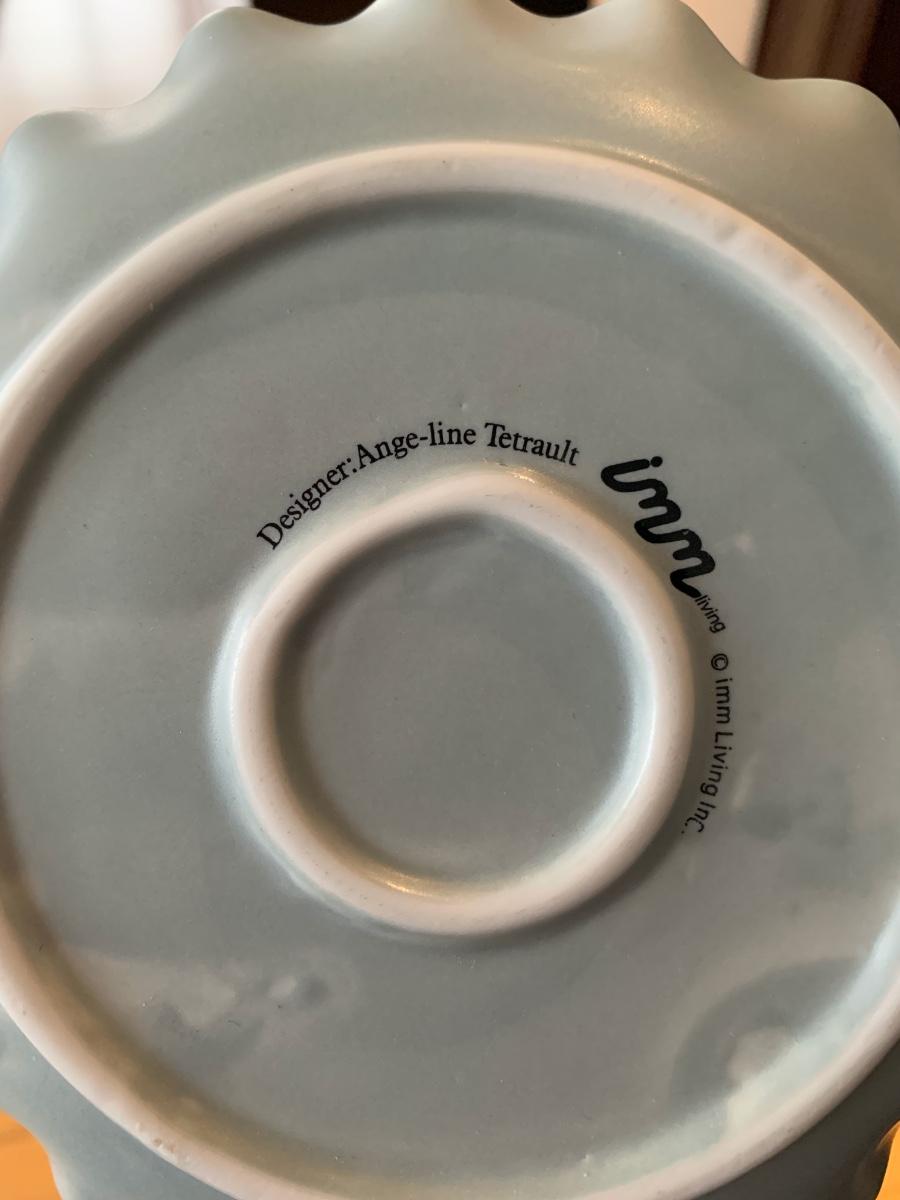 Designer:Ange-line Tetrault
imm
living
© imm Living Inc.